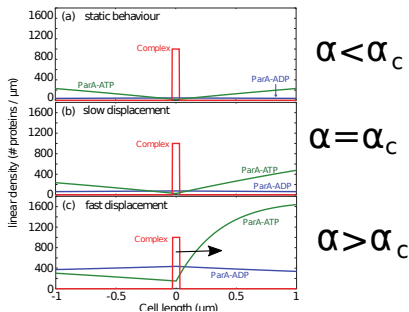 (a) static behaviour
1600
1200
800
400
0
Complex
ParA-ATP
ParA-ADP
α<αc
(b) slow displacement
1600
1200
800
400
0
Complex
ParA-ATP
ParA-ADP
α=αc
linear density (# proteins / µm)
(c) fast displacement
1600
1200
800
400
0
Complex
ParA-ATP
ParA-ADP
α>αc
-1 -0.5 0 0.5 1
Cell length (µm)